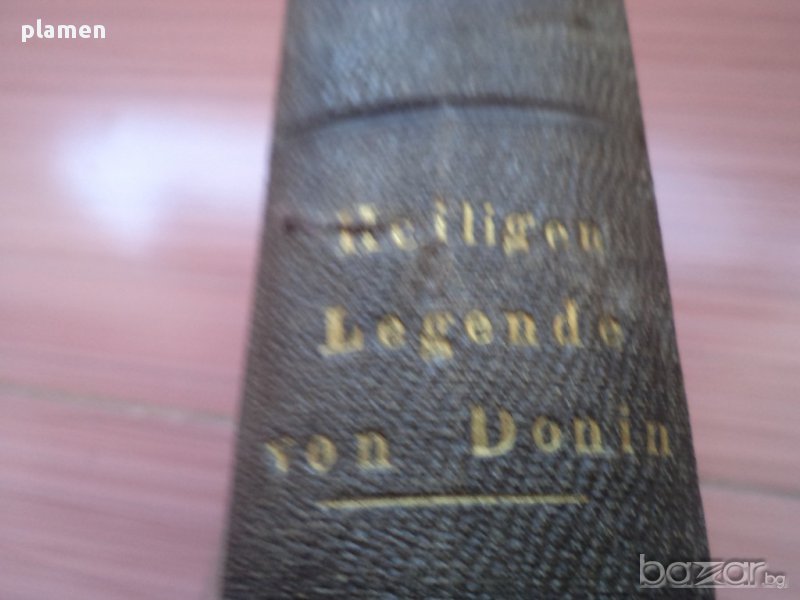 plamen
Heiligen
Legende
von Donin
bazar.bg